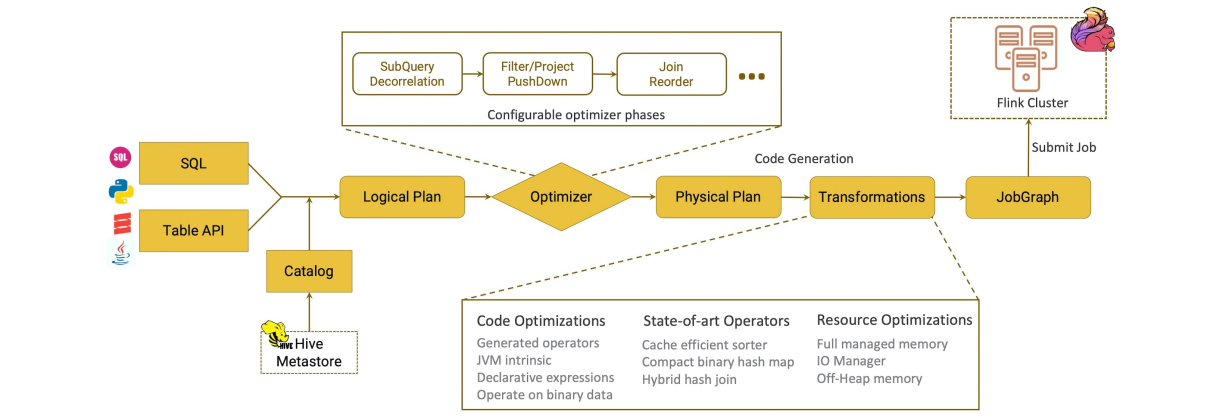 SubQuery
Decorrelation
Filter/Project
PushDown
Join
Reorder
Configurable optimizer phases
Flink Cluster
Submit Job
Code Generation
SQL
SQL
Table API
Logical Plan
Optimizer
Physical Plan
Transformations
JobGraph
Catalog
HIVE
Hive
Metastore
Code Optimizations
Generated operators
JVM intrinsic
Declarative expressions
Operate on binary data
State-of-art Operators
Cache efficient sorter
Compact binary hash map
Hybrid hash join
Resource Optimizations
Full managed memory
IO Manager
Off-Heap memory